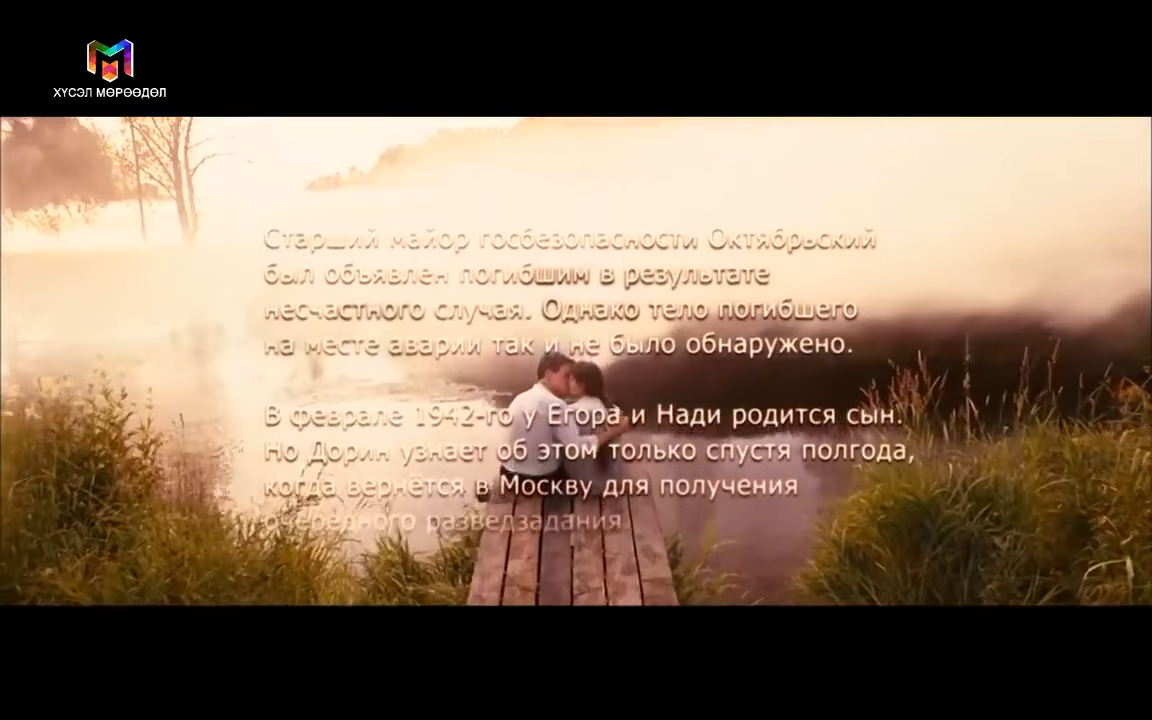 ХҮСЭЛ МӨРӨӨДӨЛ
Старший майор госбезопасности Октябрьский
был объявлен погибшим в результате
несчастного случая. Однако тело погибшего
на месте аварии так и не было обнаружено.
В феврале 1942-го у Егора и Нади родится сын.
Но Дорин узнает об этом только спустя полгода,
когда вернётся в Москву для получения
очередного разведзадания.